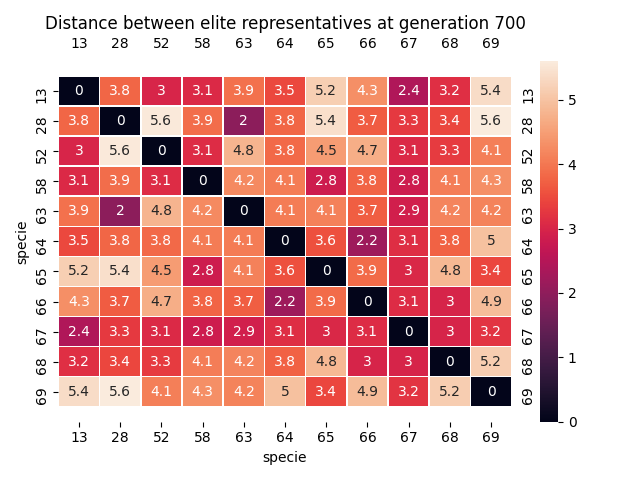 Distance between elite representatives at generation 700
13 28 52 58 63 64 65 66 67 68 69
13 0 3.8 3 3.1 3.9 3.5 5.2 4.3 2.4 3.2 5.4 13
28 3.8 0 5.6 3.9 2 3.8 5.4 3.7 3.3 3.4 5.6 28
52 3 5.6 0 3.1 4.8 3.8 4.5 4.7 3.1 3.3 4.1 52
58 3.1 3.9 3.1 0 4.2 4.1 2.8 3.8 2.8 4.1 4.3 58
63 3.9 2 4.8 4.2 0 4.1 4.1 3.7 2.9 4.2 4.2 63
64 3.5 3.8 3.8 4.1 4.1 0 3.6 2.2 3.1 3.8 5 64
65 5.2 5.4 4.5 2.8 4.1 3.6 0 3.9 3 4.8 3.4 65
66 4.3 3.7 4.7 3.8 3.7 2.2 3.9 0 3.1 3 4.9 66
67 2.4 3.3 3.1 2.8 2.9 3.1 3 3.1 0 3 3.2 67
68 3.2 3.4 3.3 4.1 4.2 3.8 4.8 3 3 0 5.2 68
69 5.4 5.6 4.1 4.3 4.2 5 3.4 4.9 3.2 5.2 0 69
13 28 52 58 63 64 65 66 67 68 69
specie
specie
5
4
3
2
1
0